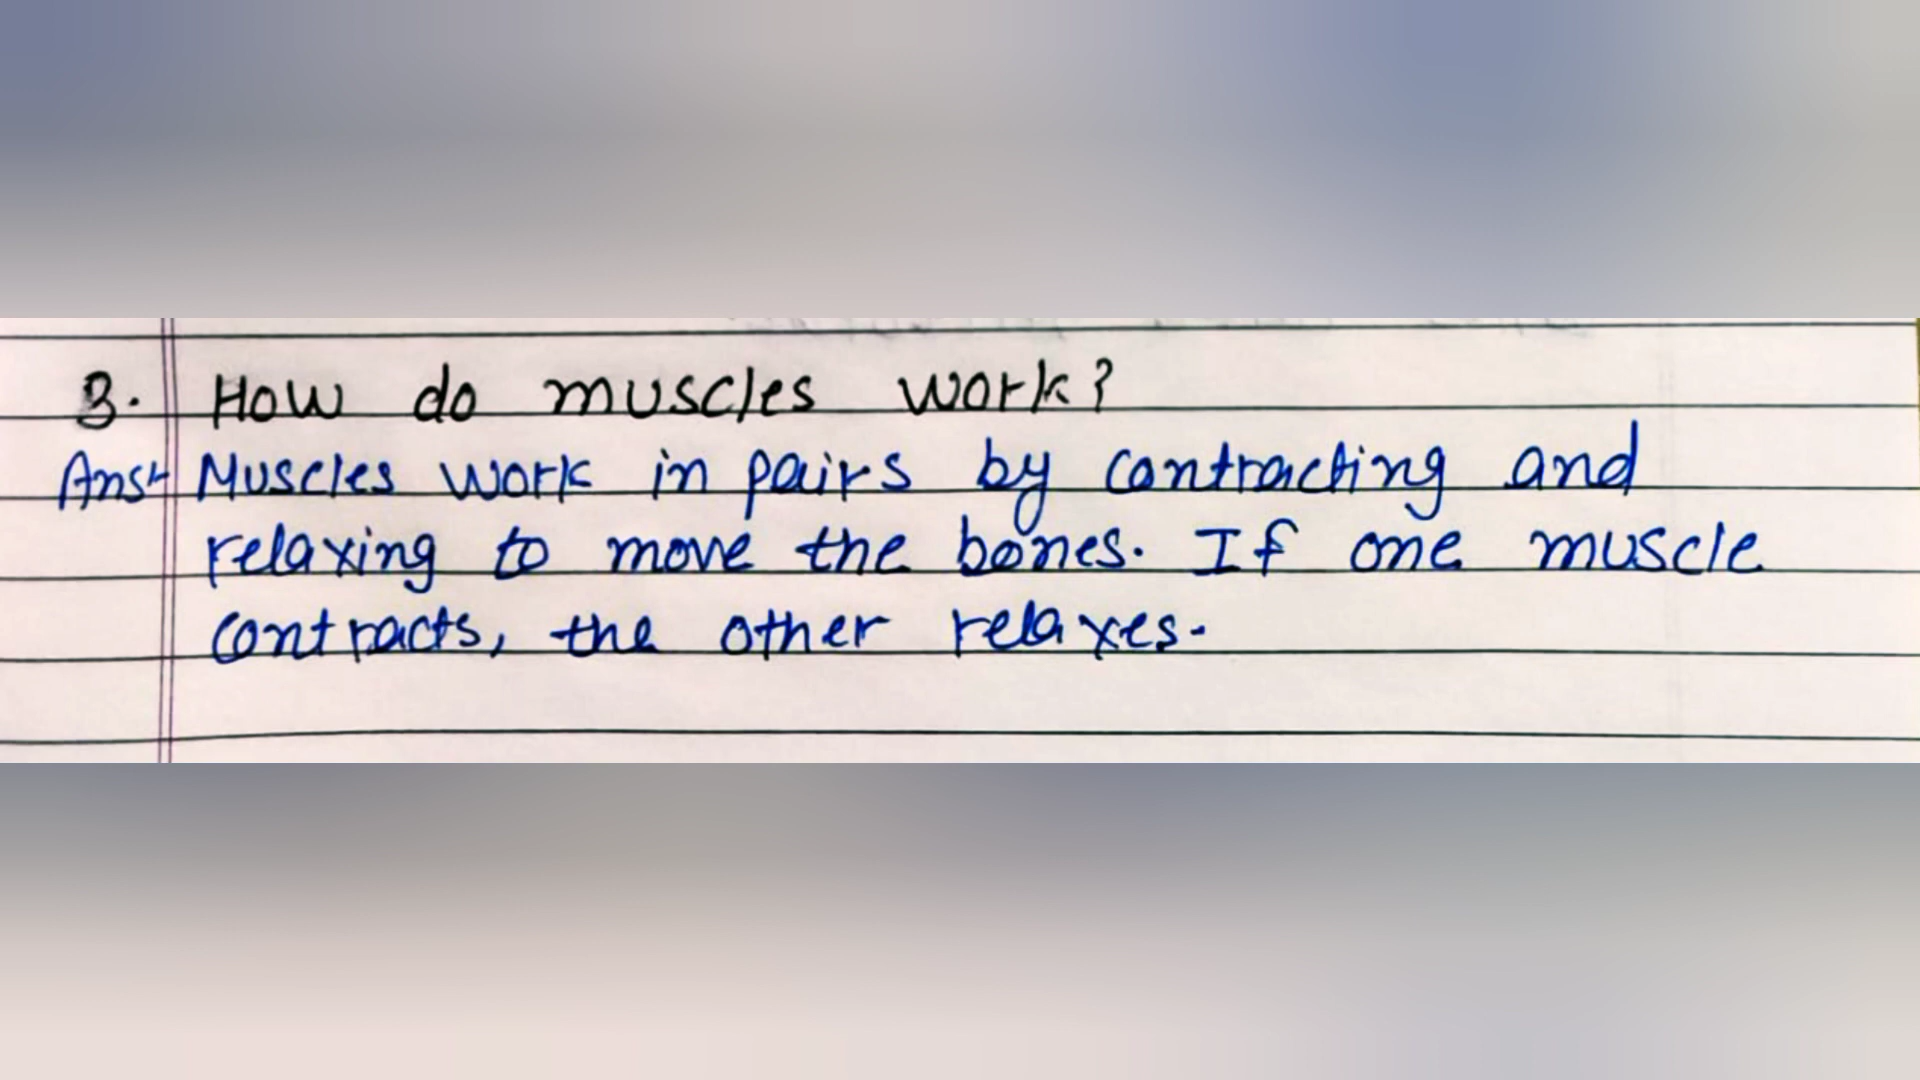 3. How do muscles work?
Ans:- Muscles work in pairs by contracting and
relaxing to move the bones. If one muscle
contracts, the other relaxes.